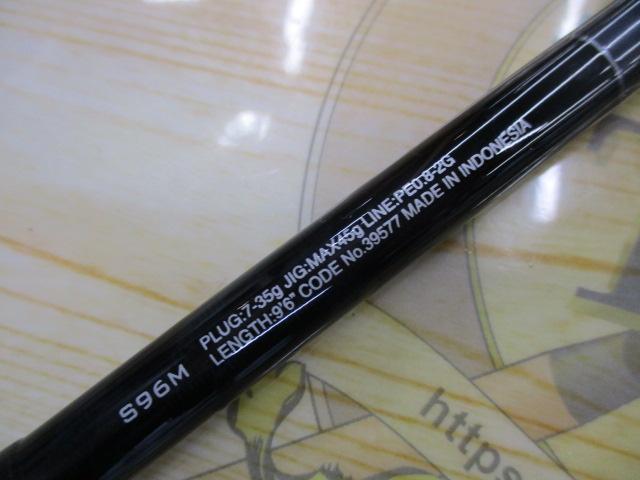 S96M
PLUG:7-35g JIG:MAX45g LINE:PE0.8-2G
LENGTH:9'6" CODE No.39577 MADE IN INDONESIA
https: